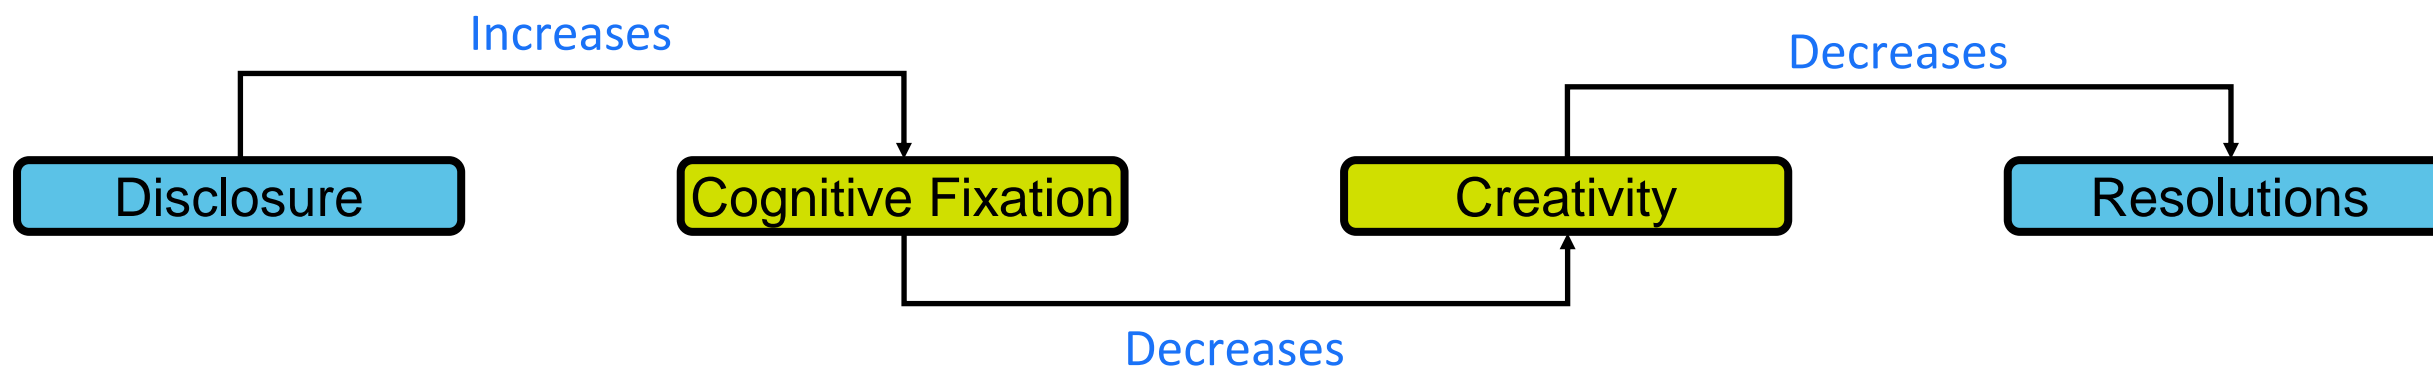 Increases
Decreases
Disclosure
Cognitive Fixation
Creativity
Resolutions
Decreases